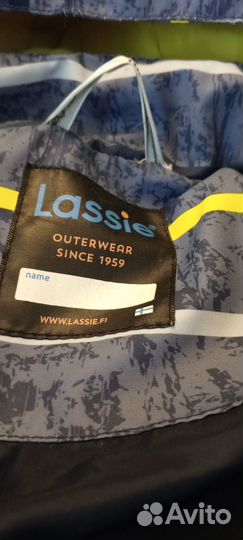 Lassie®
OUTERWEAR
SINCE 1959
name
WWW.LASSIE.FI
Avito